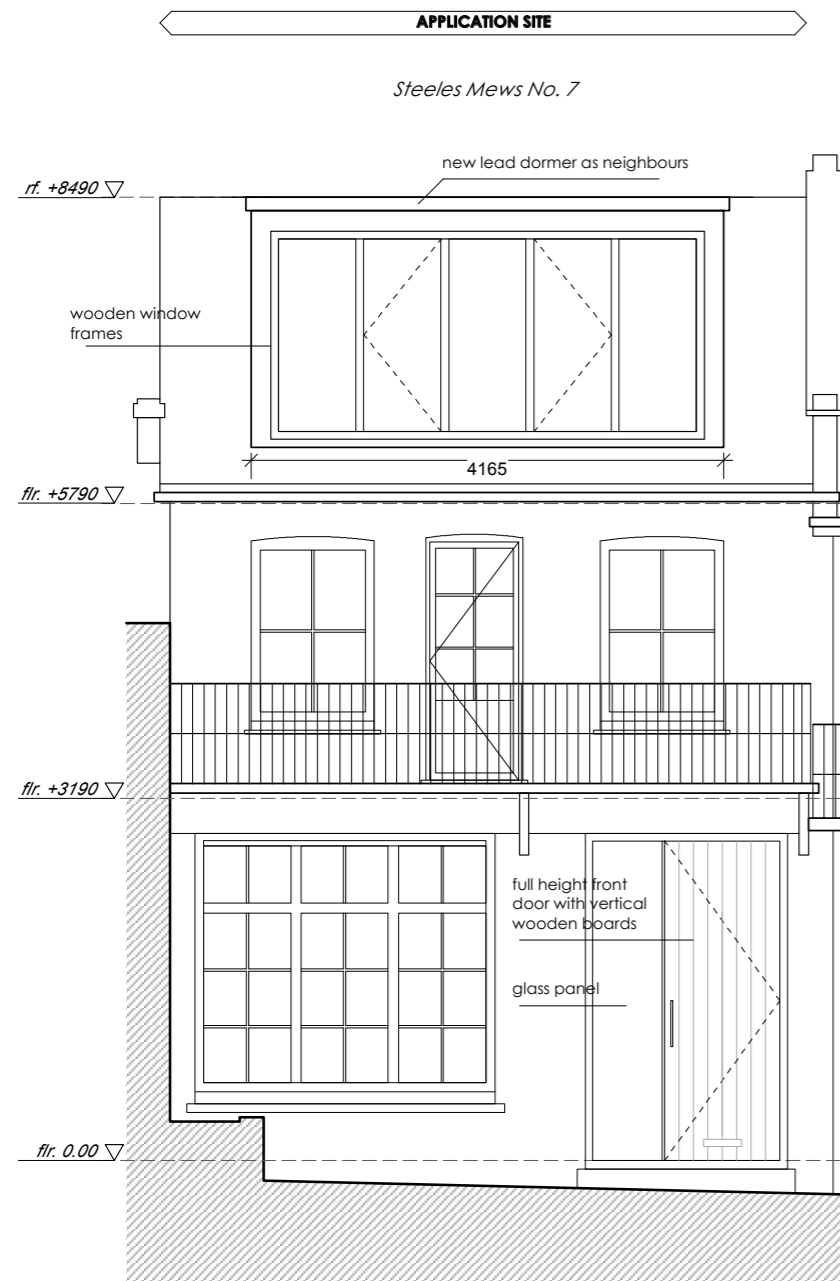 APPLICATION SITE
Steeles Mews No. 7
new lead dormer as neighbours
rf. +8490
wooden window
frames
4165
flr. +5790
flr. +3190
full height front
door with vertical
wooden boards
glass panel
flr. 0.00